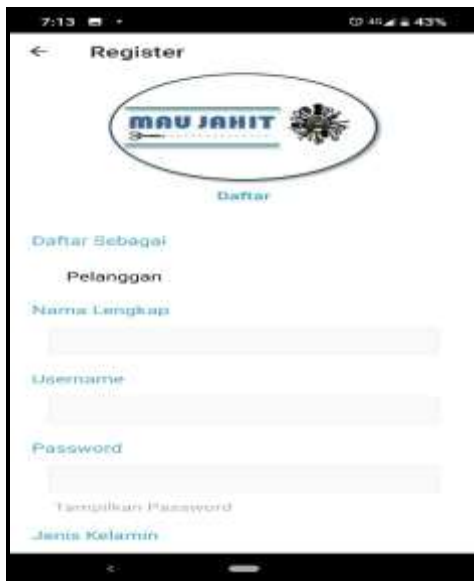 7:13
43%
Register
MAU JAHIT
Daftar
Daftar Sebagai
Pelanggan
Nama Lengkap
Username
Password
Tampilkan Password
Jenis Kelamin